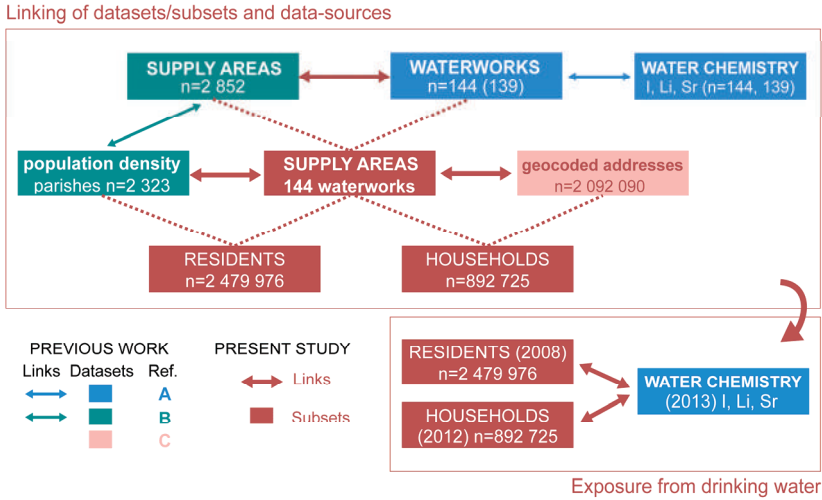 Linking of datasets/subsets and data-sources
SUPPLY AREAS
n=2 852
WATERWORKS
n=144 (139)
WATER CHEMISTRY
I, Li, Sr (n=144, 139)
population density
parishes n=2 323
SUPPLY AREAS
144 waterworks
geocoded addresses
n=2 092 090
RESIDENTS
n=2 479 976
HOUSEHOLDS
n=892 725
PREVIOUS WORK
Links Datasets Ref.
A
B
C
PRESENT STUDY
Links
Subsets
RESIDENTS (2008)
n=2 479 976
HOUSEHOLDS
(2012) n=892 725
WATER CHEMISTRY
(2013) I, Li, Sr
Exposure from drinking water